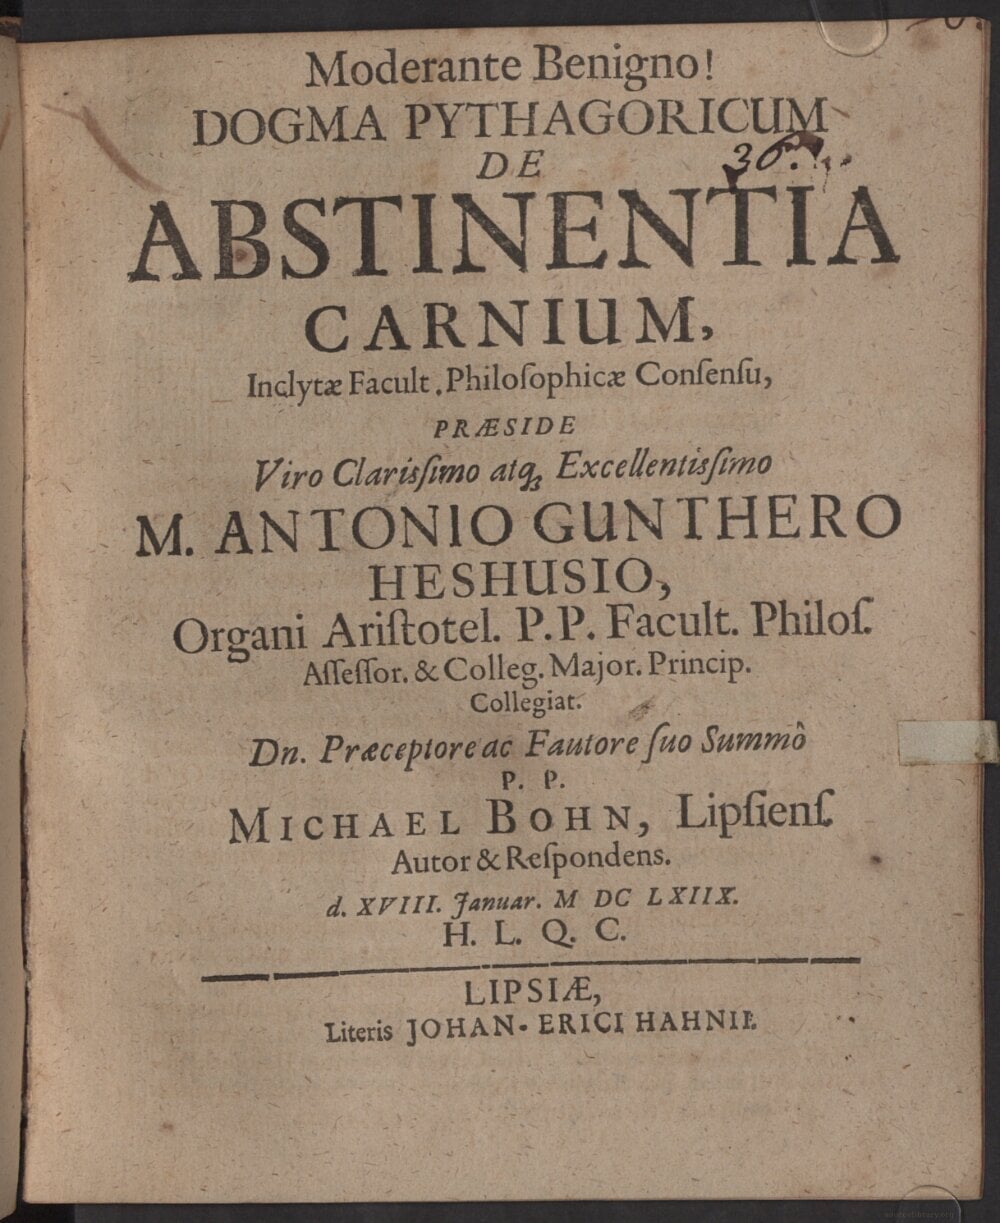 Moderante Benigno!
DOGMA PYTHAGORICUM
36.
DE
ABSTINENTIA
CARNIUM,
Inclytæ Facult. Philoſophicæ Conſenſu,
PRÆSIDE
Viro Clarisſimo atq; Excellentisſimo
M. ANTONIO GUNTHERO
HESHUSIO,
Organi Ariſtotel. P. P. Facult. Philoſ.
Aſſeſſor. & Colleg. Major. Princip.
Collegiat.
Dn. Præceptore ac Fautore ſuo Summô
P. P.
MICHAEL BOHN, Lipſienſ.
Autor & Reſpondens.
d. XVIII. Januar. M DC LXIIX.
H. L. Q. C.
LIPSIÆ,
Literis JOHAN. ERICI HAHNII.